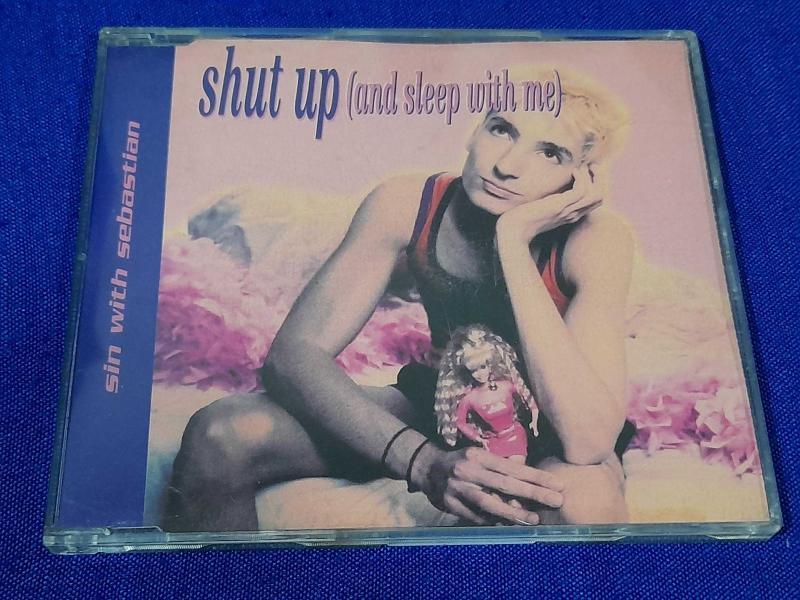 shut up (and sleep with me)
sin with sebastian